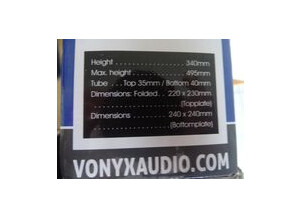 Height . . . . . . . . . . . . . . . . . . . 340mm
Max. height . . . . . . . . . . . . . . 495mm
Tube . . . Top 35mm / Bottom 40mm
Dimensions: Folded. . . 220 x 230mm
. . . . . . . . . . . . . . . . . . . (Topplate)
Dimensions . . . . . . . . 240 x 240mm
. . . . . . . . . . . . . . . . (Bottomplate)
VONYXAUDIO.COM